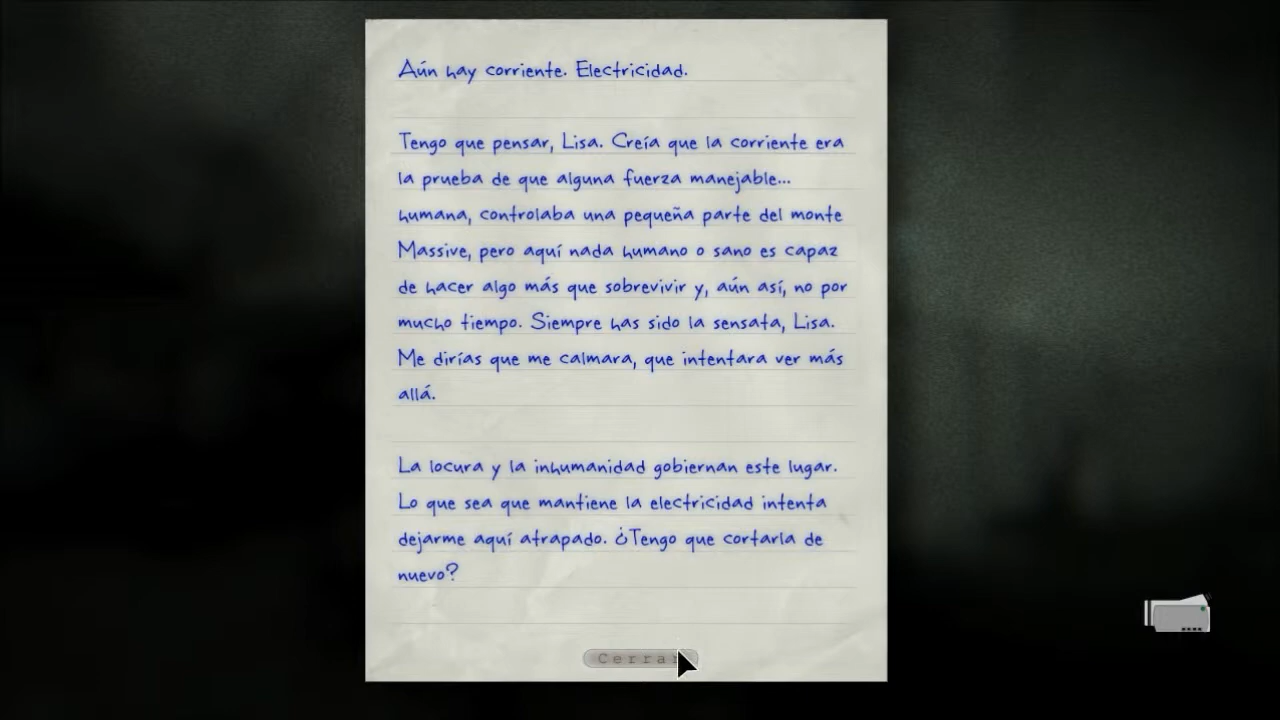 Aún hay corriente. Electricidad.
Tengo que pensar, Lisa. Creía que la corriente era
la prueba de que alguna fuerza manejable...
humana, controlaba una pequeña parte del monte
Massive, pero aquí nada humano o sano es capaz
de hacer algo más que sobrevivir y, aún así, no por
mucho tiempo. Siempre has sido la sensata, Lisa.
Me dirías que me calmara, que intentara ver más
allá.
La locura y la inhumanidad gobiernan este lugar.
Lo que sea que mantiene la electricidad intenta
dejarme aquí atrapado. ¿Tengo que cortarla de
nuevo?
Cerrar